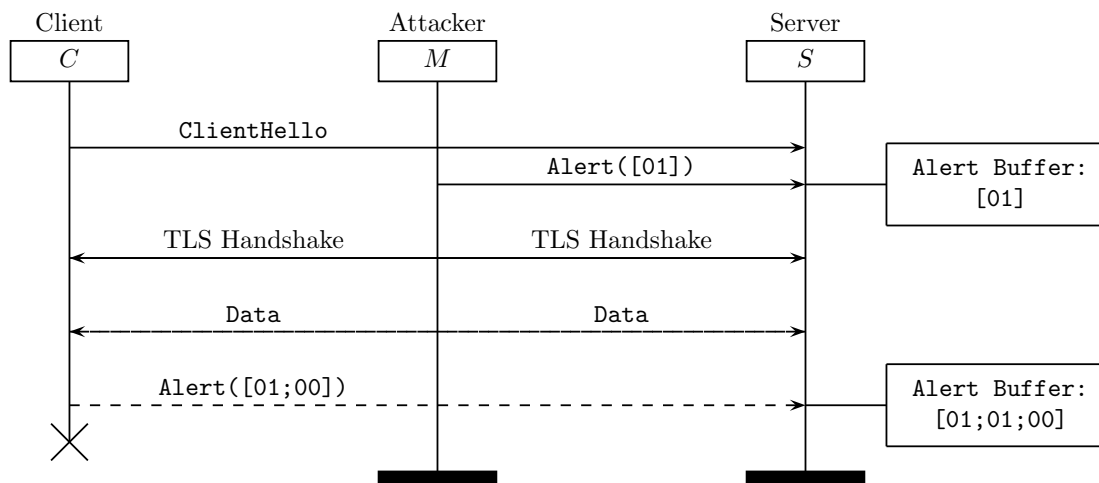 Client
Attacker
Server
C
M
S
ClientHello
Alert([01])
Alert Buffer:
[01]
TLS Handshake
TLS Handshake
Data
Data
Alert([01;00])
Alert Buffer:
[01;01;00]